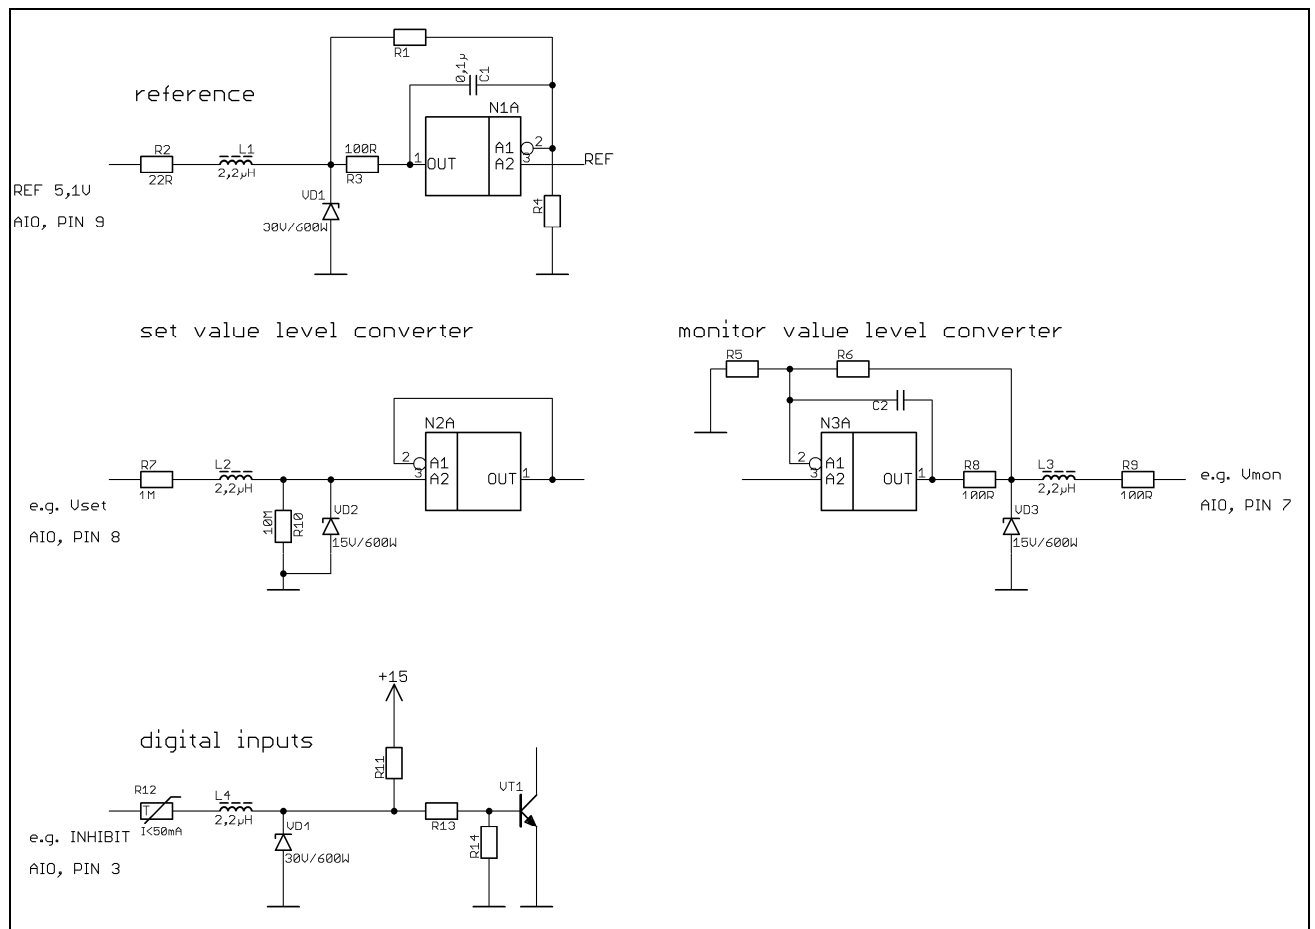 R1
0,1µ
C1
reference
N1A
R2
L1
100R
1
OUT
A1
2
A2
3
REF
22R
2,2µH
R3
REF 5,1V
VD1
R4
AIO, PIN 9
30V/600W
set value level converter
monitor value level converter
R5
R6
C2
N2A
N3A
R7
L2
2
A1
3
A2
OUT
1
2
A1
3
A2
OUT
1
R8
L3
R9
1M
2,2µH
100R
2,2µH
100R
e.g. Vmon
e.g. Vset
10M
R10
VD2
VD3
AIO, PIN 7
AIO, PIN 8
15V/600W
15V/600W
+15
digital inputs
R11
R12
L4
VT1
T
I<50mA
2,2µH
R13
e.g. INHIBIT
VD1
R14
AIO, PIN 3
30V/600W